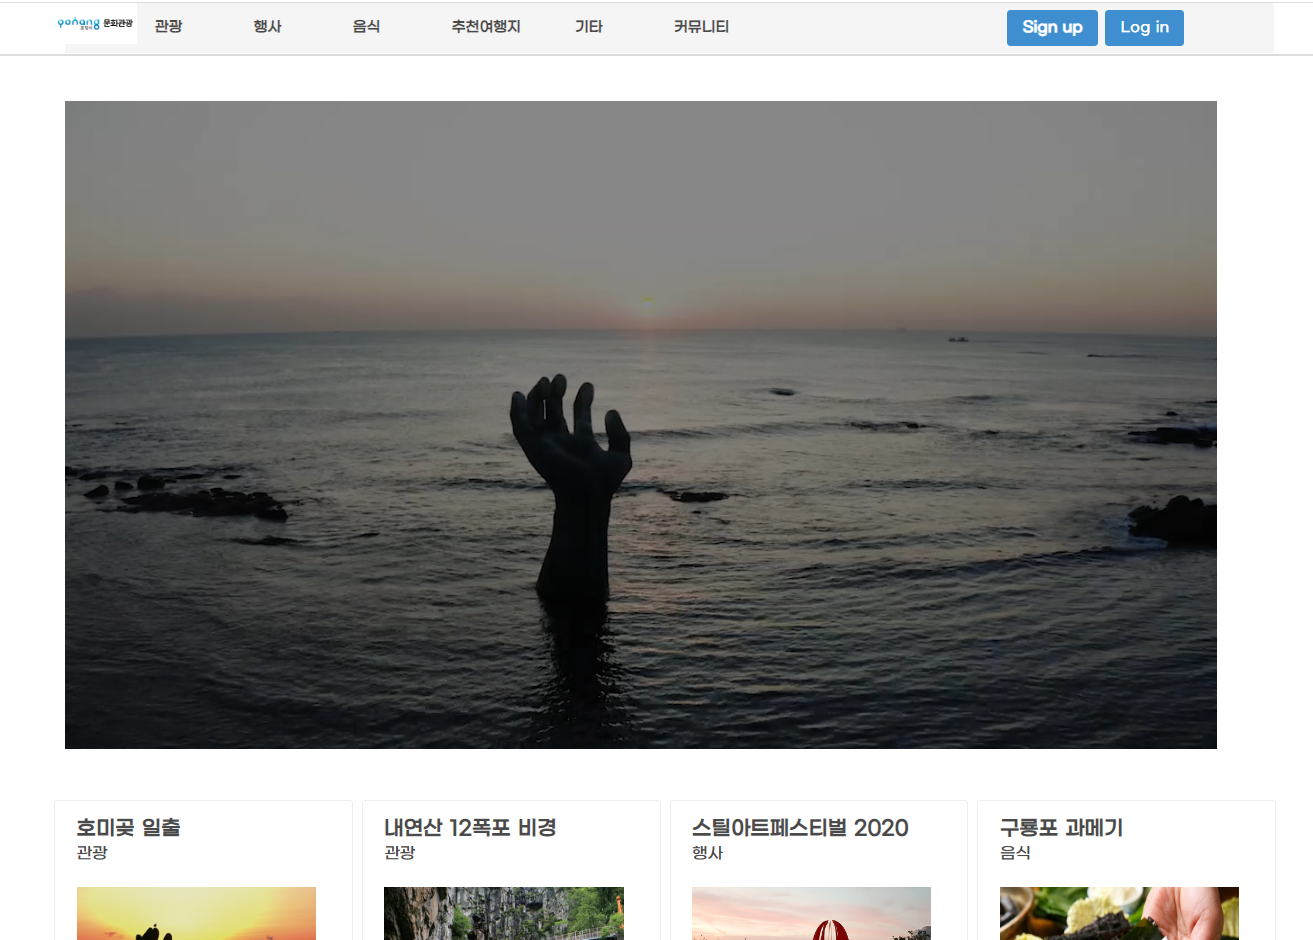 pohang 문화관광
포항시
관광
행사
음식
추천여행지
기타
커뮤니티
Sign up
Log in
호미곶 일출
관광
내연산 12폭포 비경
관광
스틸아트페스티벌 2020
행사
구룡포 과메기
음식